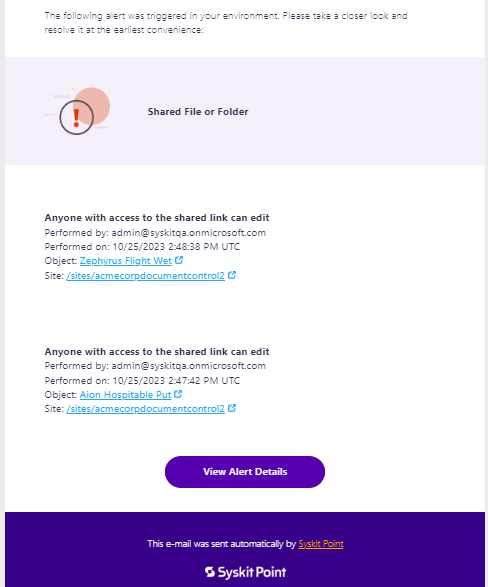 The following alert was triggered in your environment. Please take a closer look and
resolve it at the earliest convenience:
Shared File or Folder
Anyone with access to the shared link can edit
Performed by: admin@syskitqa.onmicrosoft.com
Performed on: 10/25/2023 2:48:38 PM UTC
Object: Zephyrus Flight Wet
Site: /sites/acmecorpdocumentcontrol2
Anyone with access to the shared link can edit
Performed by: admin@syskitqa.onmicrosoft.com
Performed on: 10/25/2023 2:47:42 PM UTC
Object: Aion Hospitable Put
Site: /sites/acmecorpdocumentcontrol2
View Alert Details
This e-mail was sent automatically by Syskit Point
Syskit Point